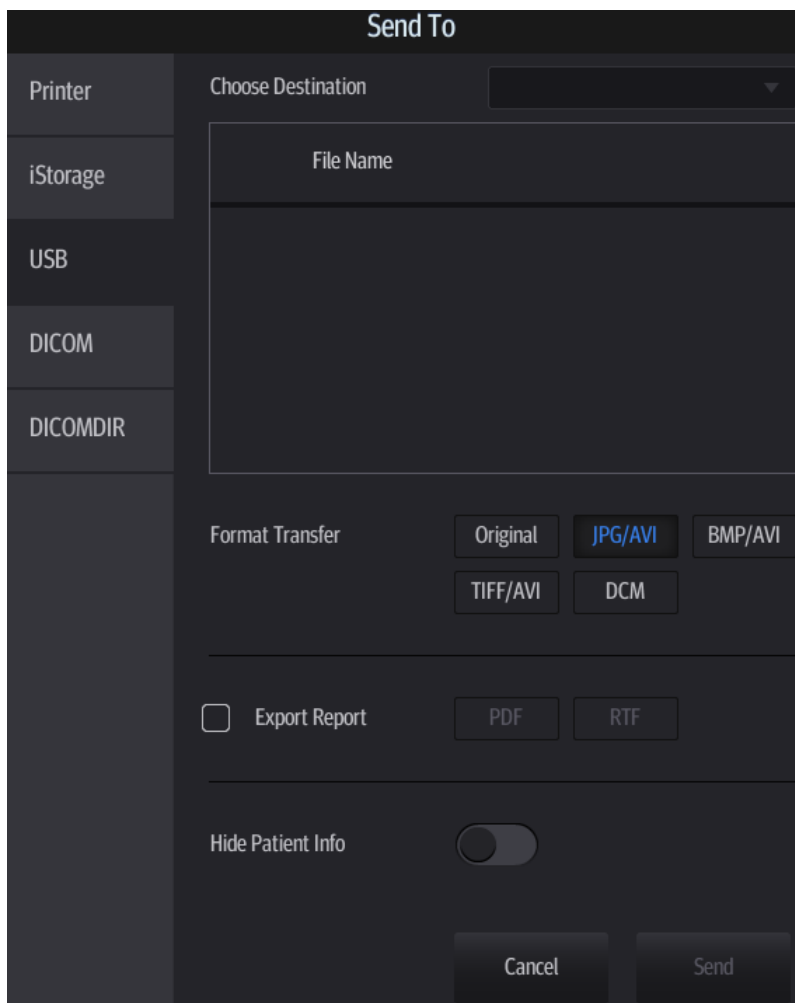 Send To
Printer
iStorage
USB
DICOM
DICOMDIR
Choose Destination
File Name
Format Transfer
Original JPG/AVI BMP/AVI
TIFF/AVI DCM
Export Report PDF RTF
Hide Patient Info
Cancel Send